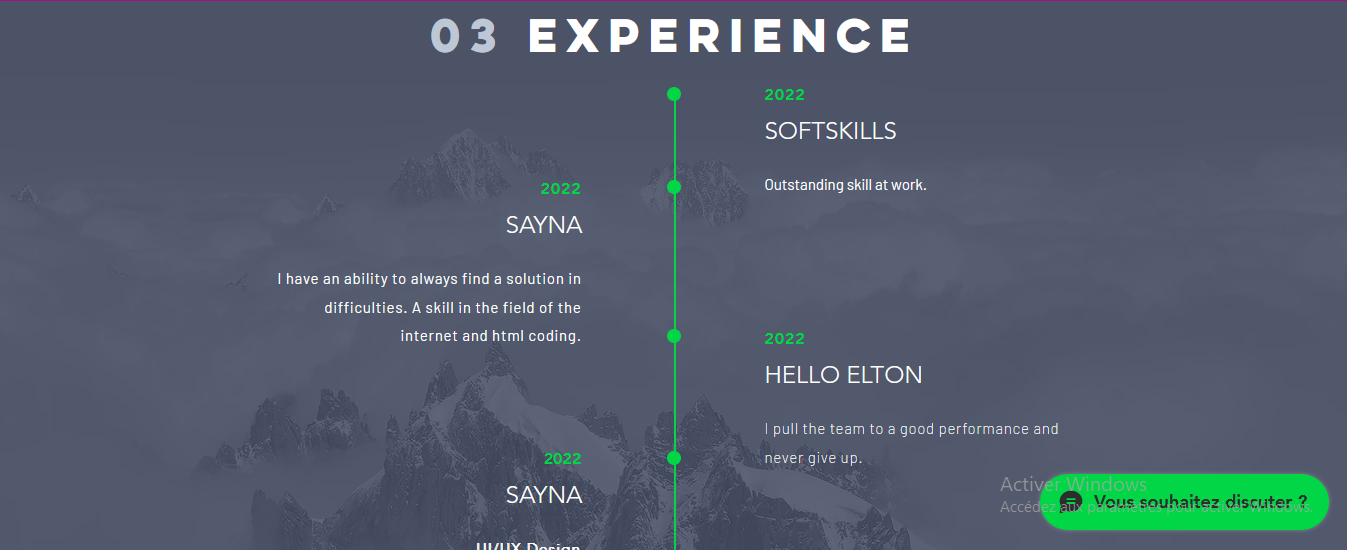 03 EXPERIENCE
2022
SOFTSKILLS
Outstanding skill at work.
2022
SAYNA
I have an ability to always find a solution in
difficulties. A skill in the field of the
internet and html coding.
2022
HELLO ELTON
I pull the team to a good performance and
never give up.
2022
SAYNA
UI/UX Design
Activer Windows
Accédez aux paramètres pour activer Windows.
Vous souhaitez discuter ?